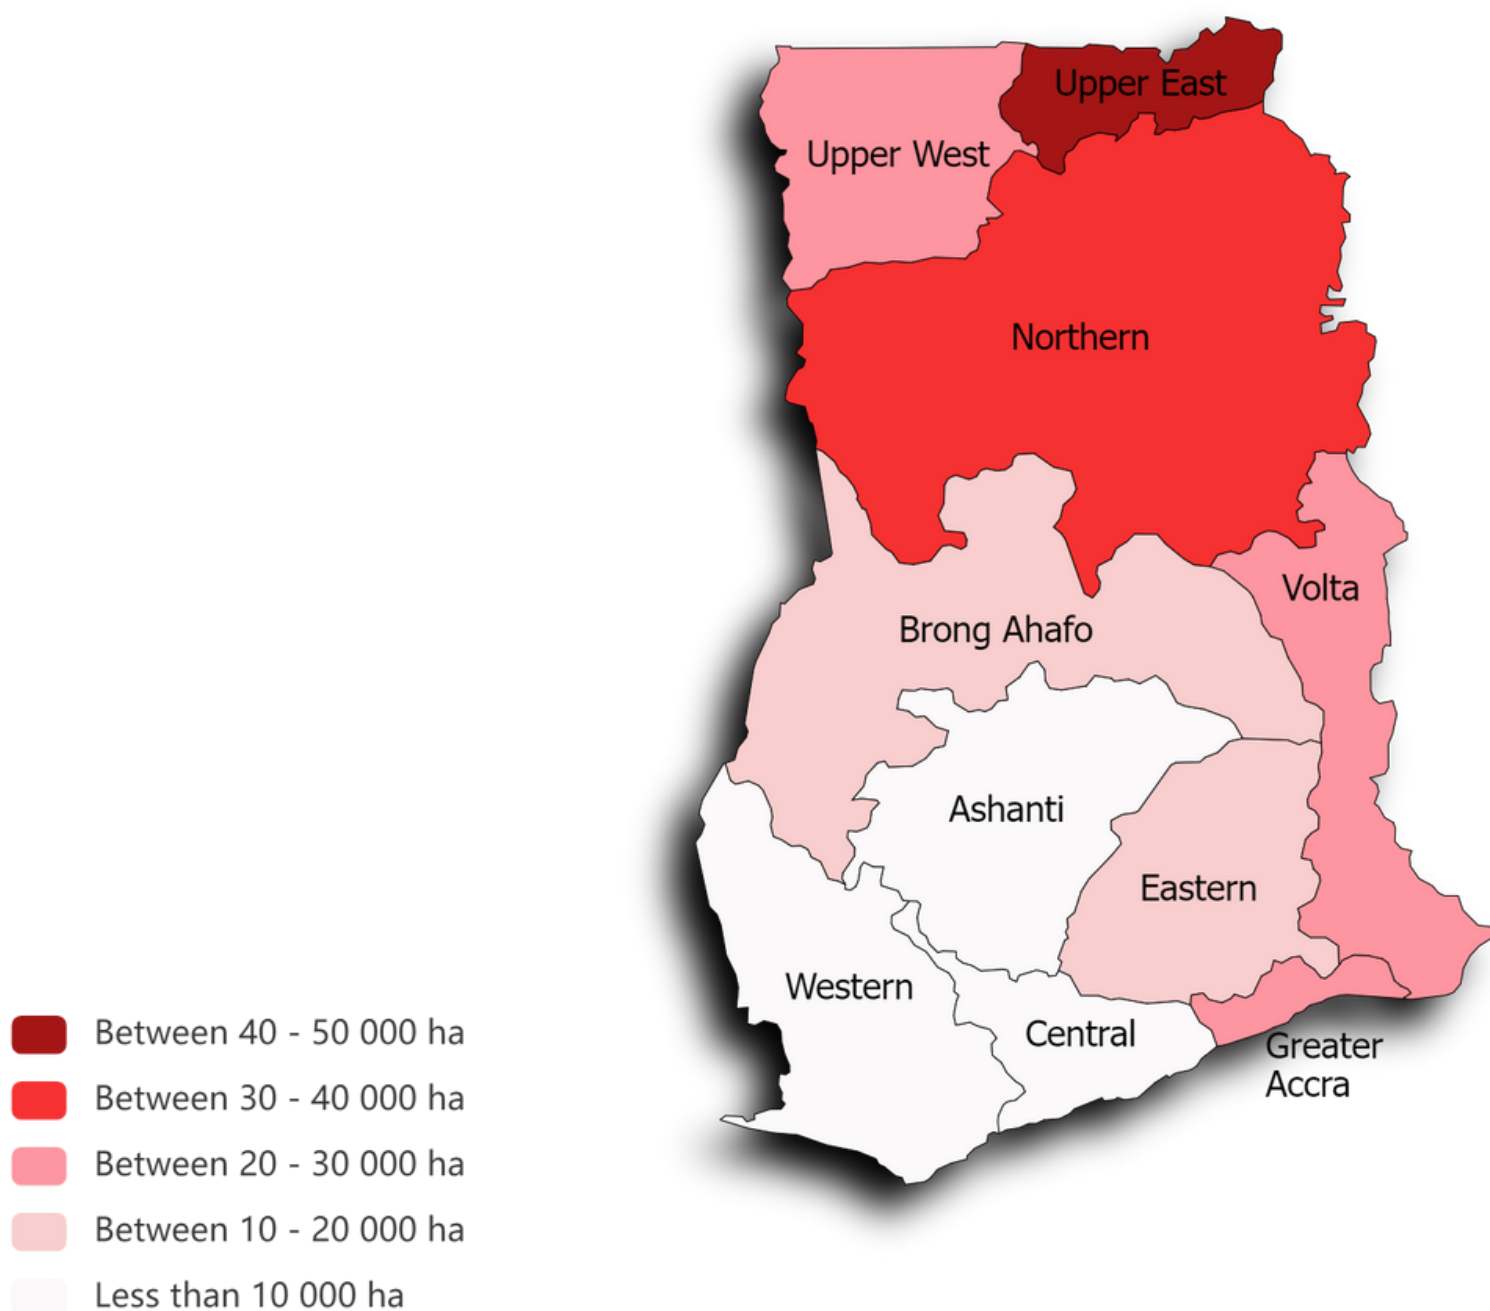 Upper East
Upper West
Northern
Volta
Brong Ahafo
Ashanti
Eastern
Western
Central
Greater
Accra
Between 40 - 50 000 ha
Between 30 - 40 000 ha
Between 20 - 30 000 ha
Between 10 - 20 000 ha
Less than 10 000 ha